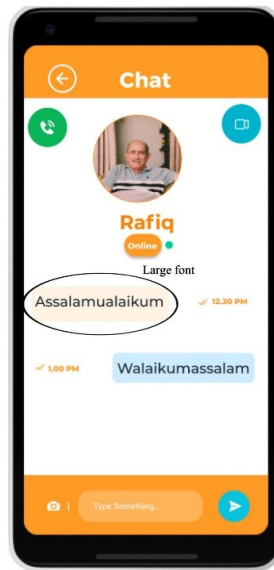 Chat
Rafiq
Online
Large font
Assalamualaikum
12.30 PM
1.00 PM
Walaikumassalam
Type Something...